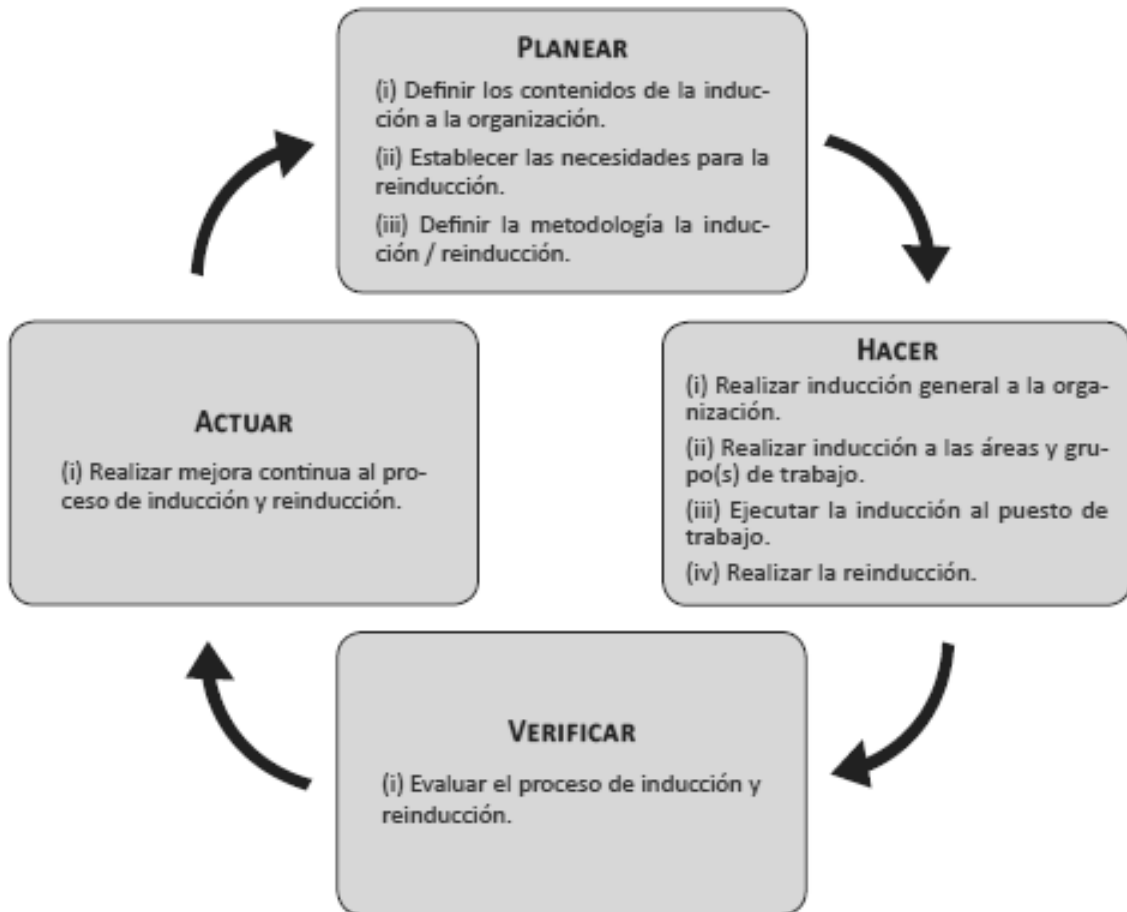 PLANEAR
(i) Definir los contenidos de la induc-
ción a la organización.
(ii) Establecer las necesidades para la
reinducción.
(iii) Definir la metodología la induc-
ción / reinducción.
HACER
(i) Realizar inducción general a la orga-
nización.
(ii) Realizar inducción a las áreas y gru-
po(s) de trabajo.
(iii) Ejecutar la inducción al puesto de
trabajo.
(iv) Realizar la reinducción.
VERIFICAR
(i) Evaluar el proceso de inducción y
reinducción.
ACTUAR
(i) Realizar mejora continua al pro-
ceso de inducción y reinducción.